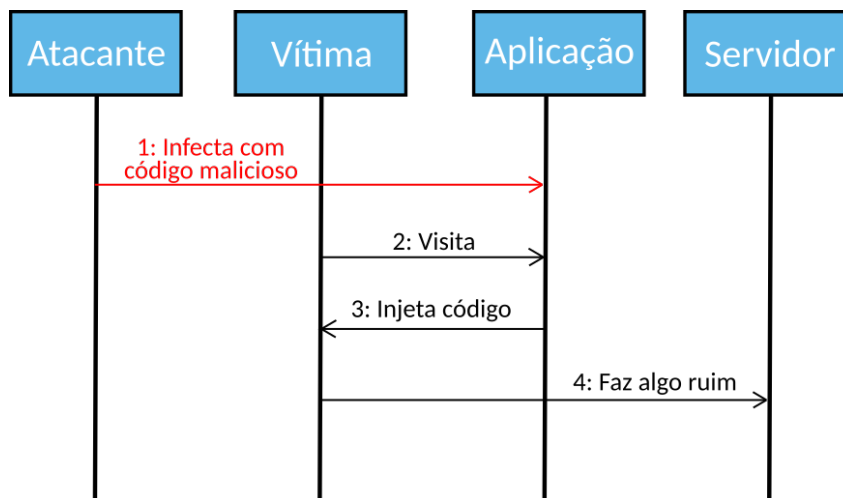 Atacante
Vítima
Aplicação
Servidor
1: Infecta com
código malicioso
2: Visita
3: Injeta código
4: Faz algo ruim